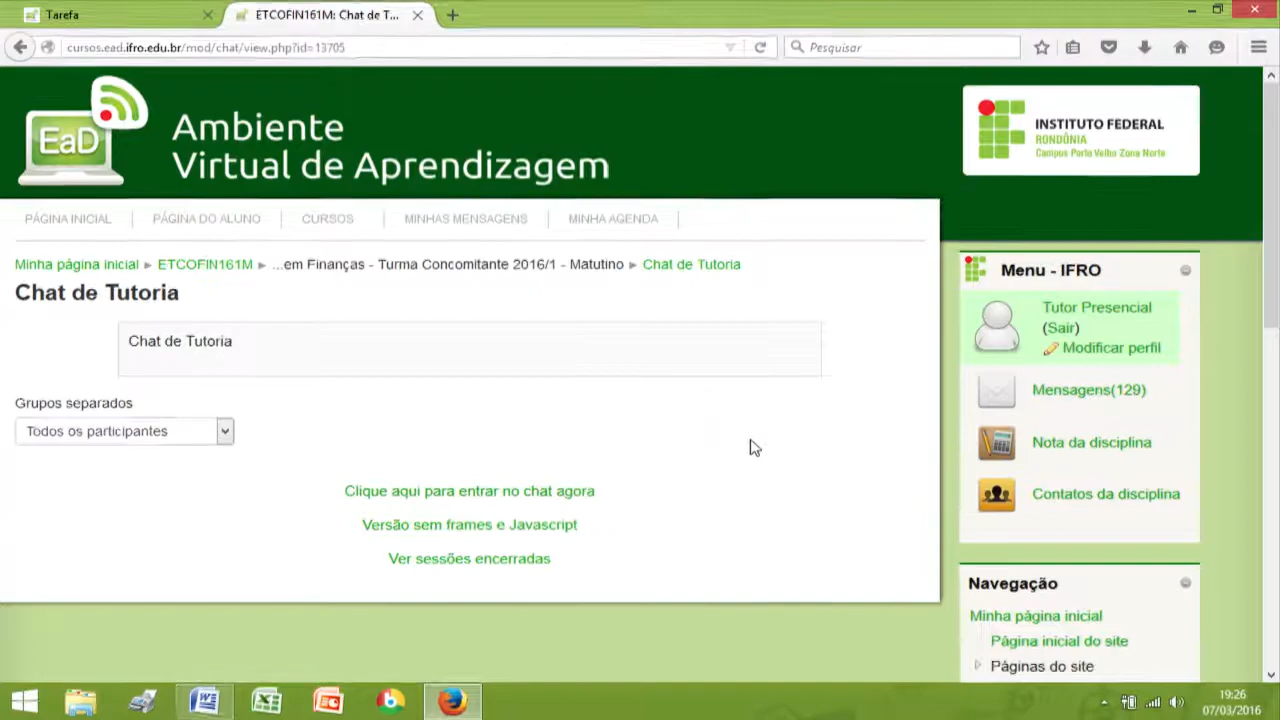 Tarefa
ETCOFIN161M: Chat de T...
cursos.ead.ifro.edu.br/mod/chat/view.php?id=13705
Pesquisar
EaD
Ambiente
Virtual de Aprendizagem
INSTITUTO FEDERAL
RONDÔNIA
Campus Porto Velho Zona Norte
PÁGINA INICIAL
PÁGINA DO ALUNO
CURSOS
MINHAS MENSAGENS
MINHA AGENDA
Minha página inicial ► ETCOFIN161M ► ...em Finanças - Turma Concomitante 2016/1 - Matutino ► Chat de Tutoria
Chat de Tutoria
Chat de Tutoria
Grupos separados
Todos os participantes
Clique aqui para entrar no chat agora
Versão sem frames e Javascript
Ver sessões encerradas
Menu - IFRO
Tutor Presencial
(Sair)
Modificar perfil
Mensagens(129)
Nota da disciplina
Contatos da disciplina
Navegação
Minha página inicial
Página inicial do site
Páginas do site
19:26
07/03/2016